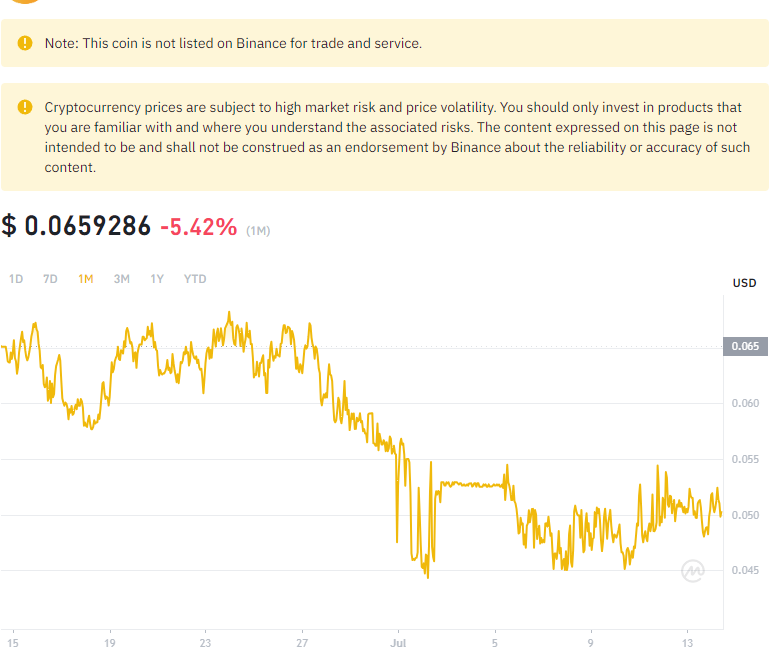 Note: This coin is not listed on Binance for trade and service.
Cryptocurrency prices are subject to high market risk and price volatility. You should only invest in products that
you are familiar with and where you understand the associated risks. The content expressed on this page is not
intended to be and shall not be construed as an endorsement by Binance about the reliability or accuracy of such
content.
$ 0.0659286 -5.42% (1M)
1D 7D 1M 3M 1Y YTD
USD
0.065
0.060
0.055
0.050
0.045
15 19 23 27 Jul 5 9 13